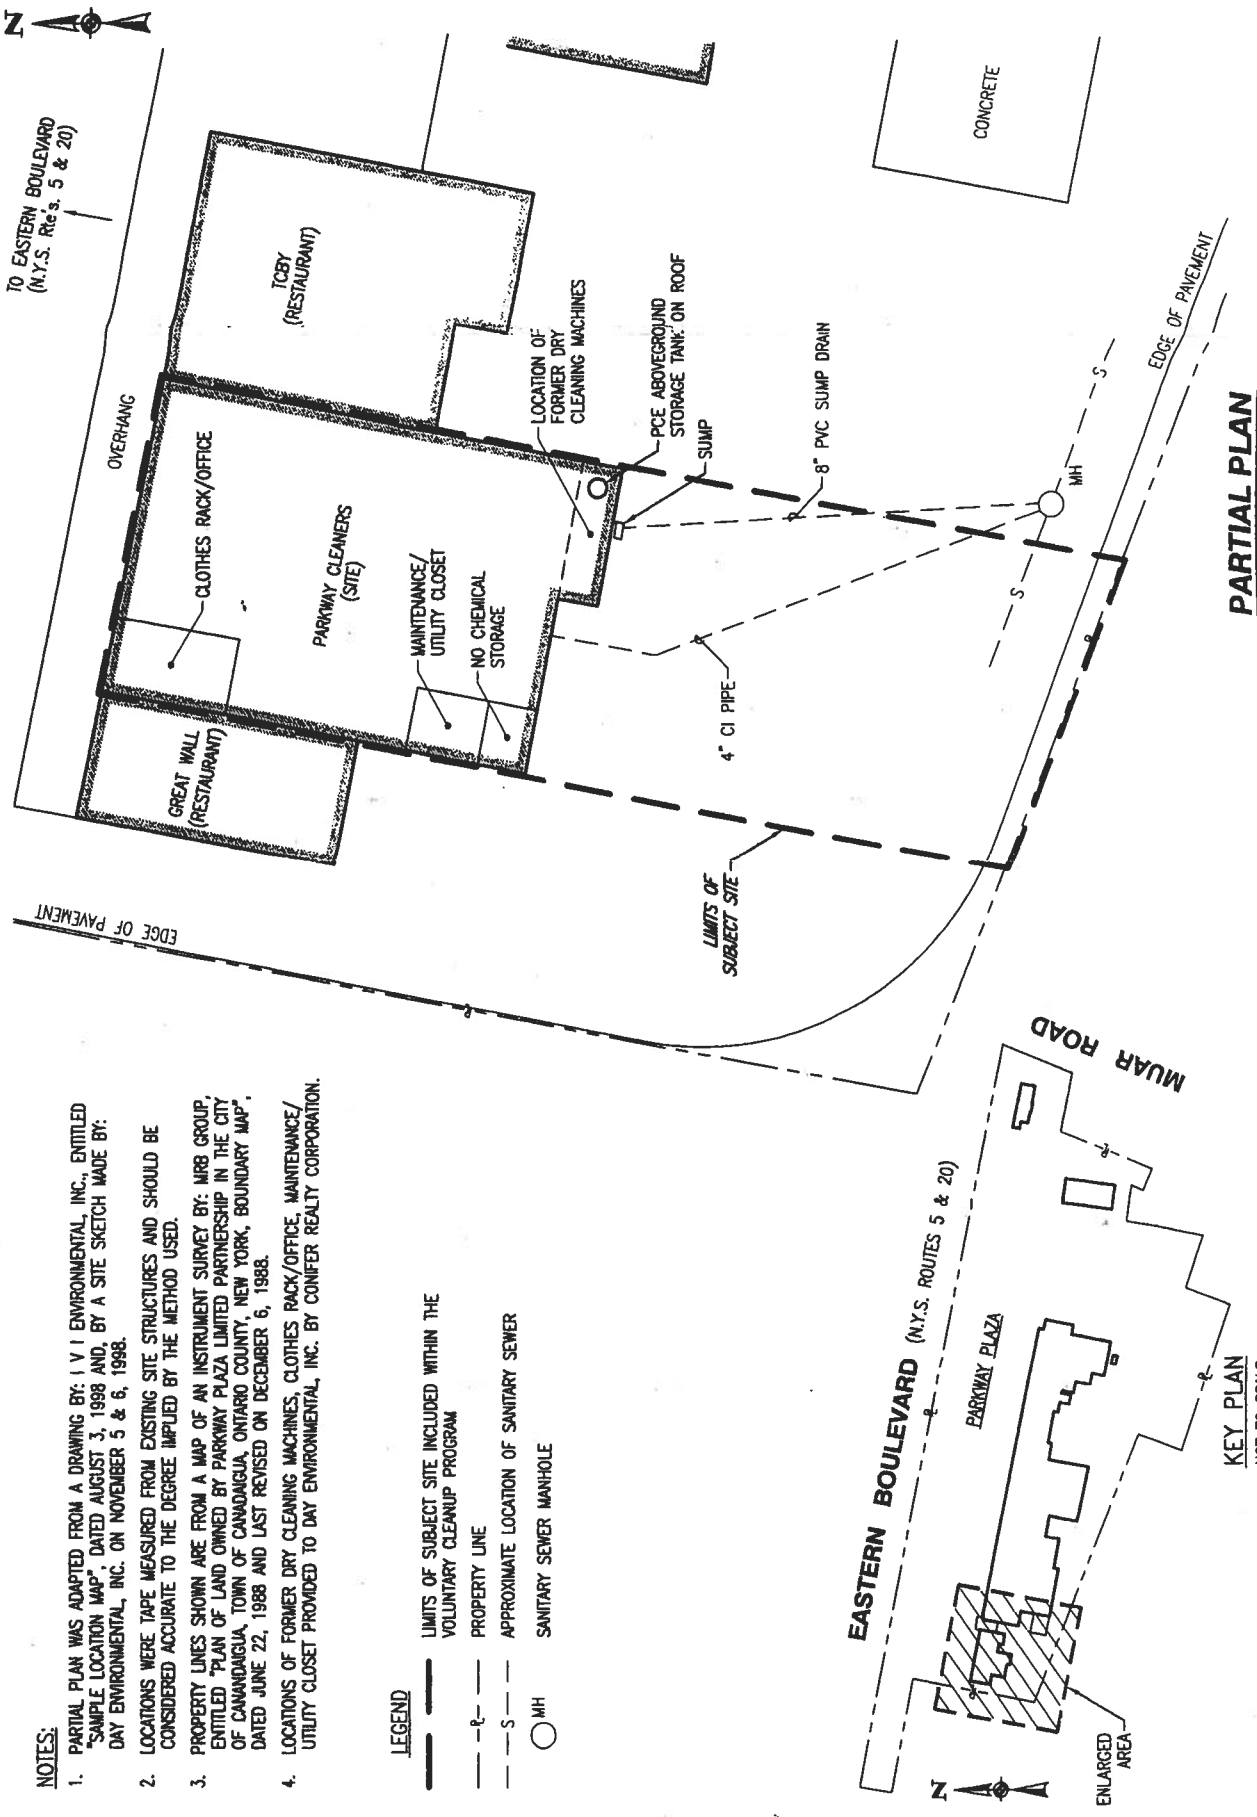 NOTES:
1. PARTIAL PLAN WAS ADAPTED FROM A DRAWING BY: I V I ENVIRONMENTAL, INC., ENTITLED
"SAMPLE LOCATION MAP", DATED AUGUST 3, 1998 AND, BY A SITE SKETCH MADE BY:
DAY ENVIRONMENTAL, INC. ON NOVEMBER 5 & 6, 1998.
2. LOCATIONS WERE TAPE MEASURED FROM EXISTING SITE STRUCTURES AND SHOULD BE
CONSIDERED ACCURATE TO THE DEGREE IMPLIED BY THE METHOD USED.
3. PROPERTY LINES SHOWN ARE FROM A MAP OF AN INSTRUMENT SURVEY BY: MRB GROUP,
ENTITLED "PLAN OF LAND OWNED BY PARKWAY PLAZA LIMITED PARTNERSHIP IN THE CITY
OF CANANDAIGUA, TOWN OF CANADAIGUA, ONTARIO COUNTY, NEW YORK, BOUNDARY MAP",
DATED JUNE 22, 1988 AND LAST REVISED ON DECEMBER 6, 1988.
4. LOCATIONS OF FORMER DRY CLEANING MACHINES, CLOTHES RACK/OFFICE, MAINTENANCE/
UTILITY CLOSET PROVIDED TO DAY ENVIRONMENTAL, INC. BY CONIFER REALTY CORPORATION.
LEGEND
LIMITS OF SUBJECT SITE INCLUDED WITHIN THE
VOLUNTARY CLEANUP PROGRAM
PROPERTY LINE
S
APPROXIMATE LOCATION OF SANITARY SEWER
MH
SANITARY SEWER MANHOLE
N
TO EASTERN BOULEVARD
(N.Y.S. Rte's. 5 & 20)
EDGE OF PAVEMENT
OVERHANG
GREAT WALL
(RESTAURANT)
CLOTHES RACK/OFFICE
PARKWAY CLEANERS
(SITE)
TCBY
(RESTAURANT)
MAINTENANCE/
UTILITY CLOSET
NO CHEMICAL
STORAGE
LOCATION OF
FORMER DRY
CLEANING MACHINES
PCE ABOVEGROUND
STORAGE TANK ON ROOF
SUMP
8" PVC SUMP DRAIN
4" CI PIPE
LIMITS OF
SUBJECT SITE
CONCRETE
MH
S
S
EDGE OF PAVEMENT
PARTIAL PLAN
EASTERN BOULEVARD (N.Y.S. ROUTES 5 & 20)
MUAR ROAD
PARKWAY PLAZA
N
ENLARGED
AREA
KEY PLAN